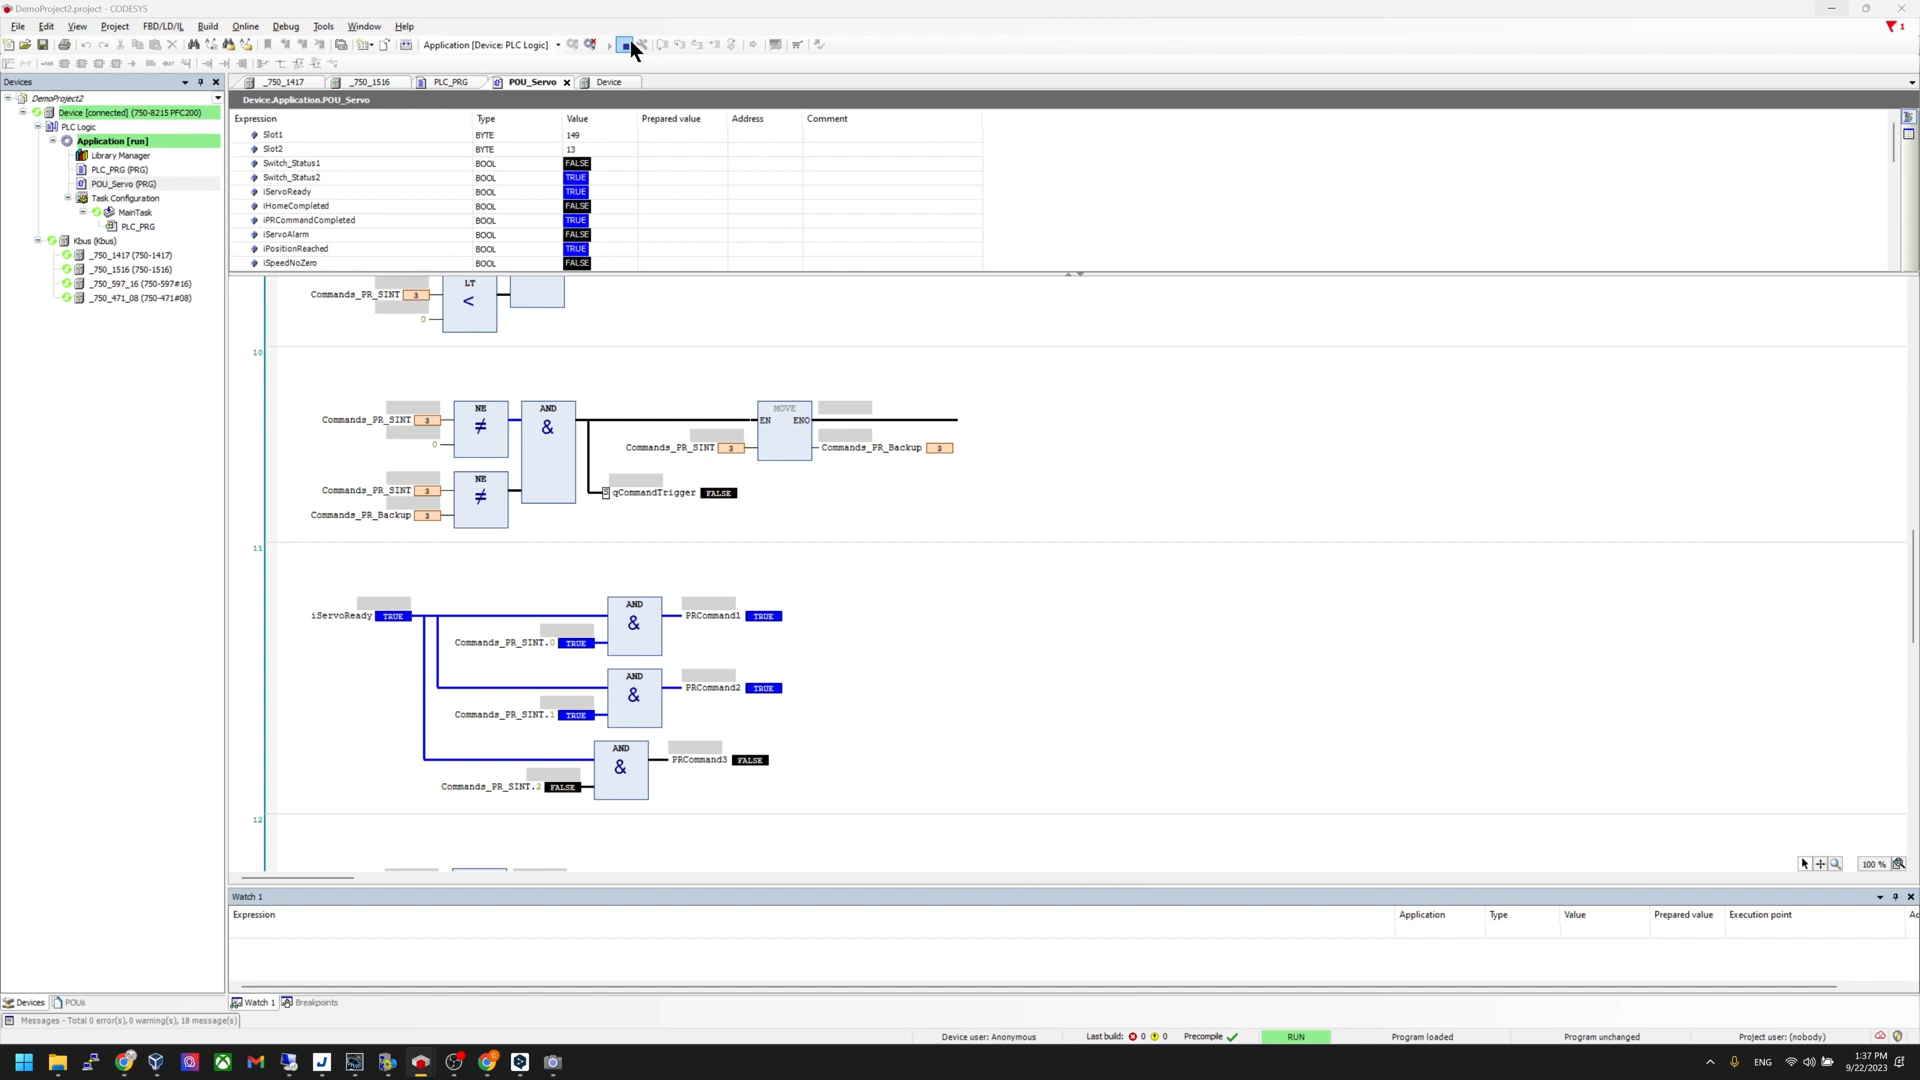 DemoProject2.project - CODESYS
File Edit View Project FBD/LD/IL Build Online Debug Tools Window Help
1
Application [Device: PLC Logic]
Devices
_750_1417 _750_1516 PLC_PRG POU_Servo Device
DemoProject2
Device [connected] (750-8215 PFC200)
PLC Logic
Application [run]
Library Manager
PLC_PRG (PRG)
POU_Servo (PRG)
Task Configuration
MainTask
PLC_PRG
Kbus (Kbus)
_750_1417 (750-1417)
_750_1516 (750-1516)
_750_597_16 (750-597#16)
_750_471_08 (750-471#08)
Device.Application.POU_Servo
Expression Type Value Prepared value Address Comment
Slot1 BYTE 149
Slot2 BYTE 13
Switch_Status1 BOOL FALSE
Switch_Status2 BOOL TRUE
iServoReady BOOL TRUE
iHomeCompleted BOOL FALSE
iPRCommandCompleted BOOL TRUE
iServoAlarm BOOL FALSE
iPositionReached BOOL TRUE
iSpeedNoZero BOOL FALSE
LT
Commands_PR_SINT 3 <
0
10
NE AND MOVE
Commands_PR_SINT 3 ≠ & EN ENO
0 Commands_PR_SINT 3 Commands_PR_Backup 3
NE
Commands_PR_SINT 3 ≠ S qCommandTrigger FALSE
Commands_PR_Backup 3
11
AND
iServoReady TRUE & PRCommand1 TRUE
Commands_PR_SINT.0 TRUE
AND
& PRCommand2 TRUE
Commands_PR_SINT.1 TRUE
AND
& PRCommand3 FALSE
Commands_PR_SINT.2 FALSE
12
100 %
Watch 1
Expression Application Type Value Prepared value Execution point Ac
Devices POUs Watch 1 Breakpoints
Messages - Total 0 error(s), 0 warning(s), 18 message(s)
Device user: Anonymous Last build: 0 0 Precompile RUN Program loaded Program unchanged Project user: (nobody)
ENG 1:37 PM
9/22/2023